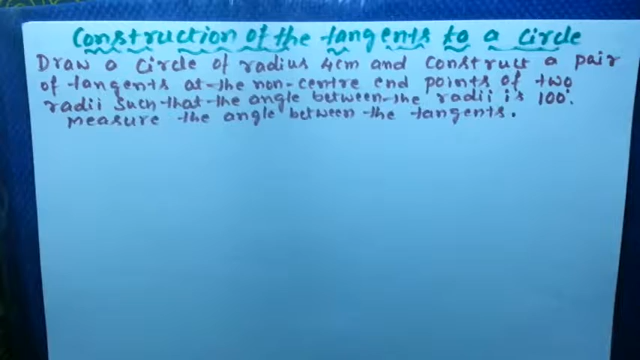 Construction of the tangents to a circle
Draw a circle of radius 4cm and construct a pair
of tangents at the non-centre end points of two
radii such that the angle between the radii is 100°.
measure the angle between the tangents.